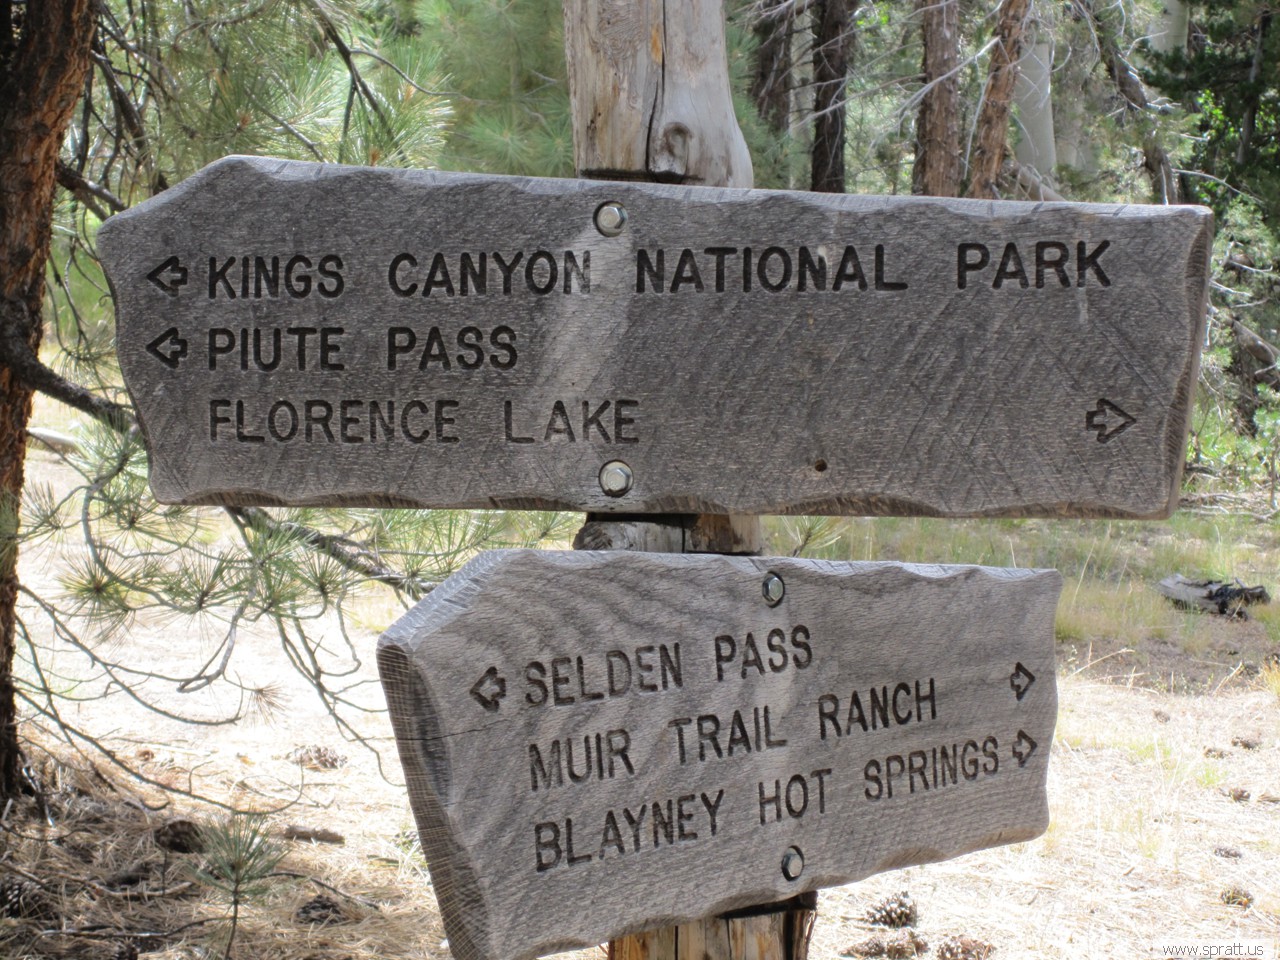 KINGS CANYON NATIONAL PARK
PIUTE PASS
FLORENCE LAKE
SELDEN PASS
MUIR TRAIL RANCH
BLAYNEY HOT SPRINGS
www.spratt.us